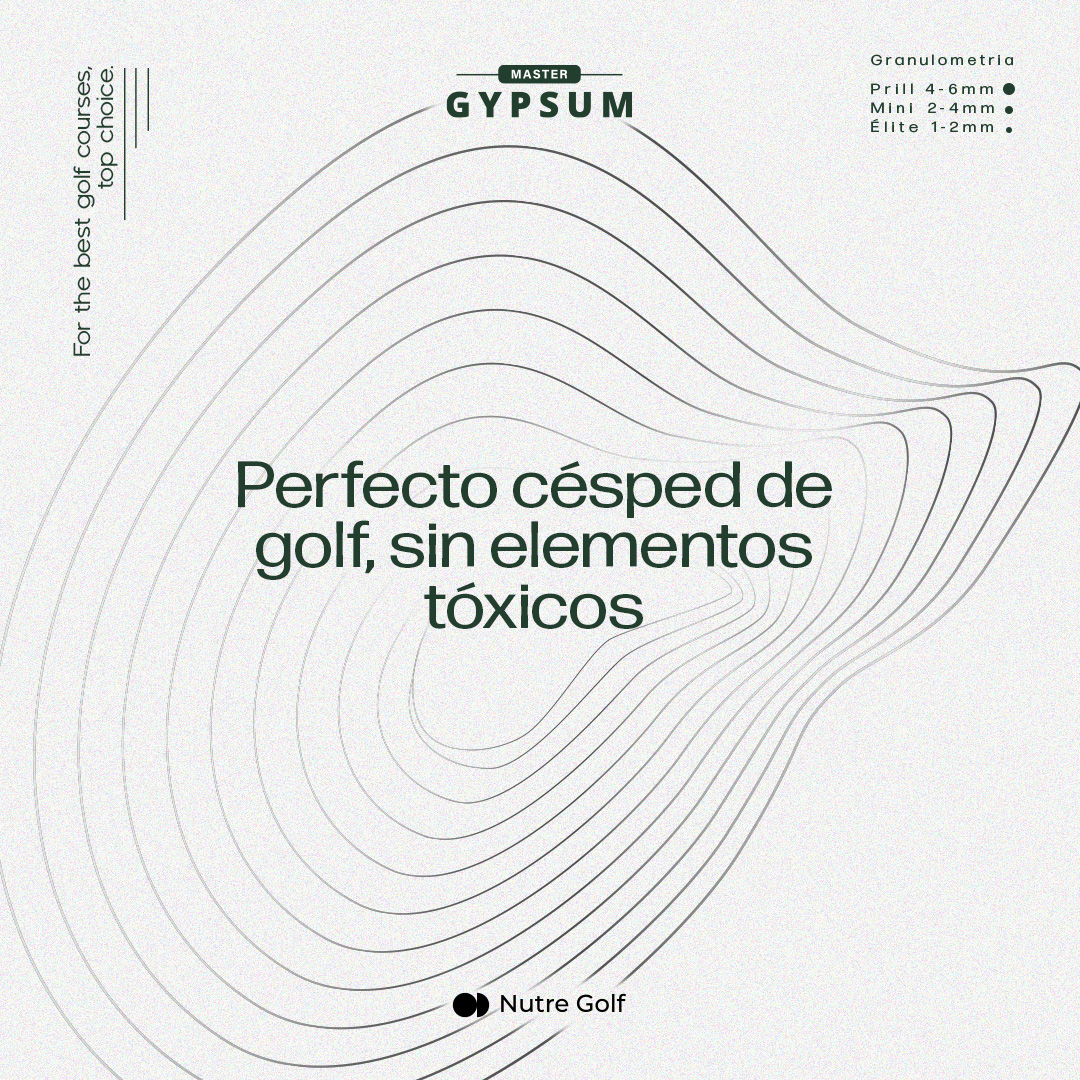 For the best golf courses,
top choice.
MASTER
GYPSUM
Granulometria
Prill 4-6mm
Mini 2-4mm
Élite 1-2mm
Perfecto césped de
golf, sin elementos
tóxicos
Nutre Golf